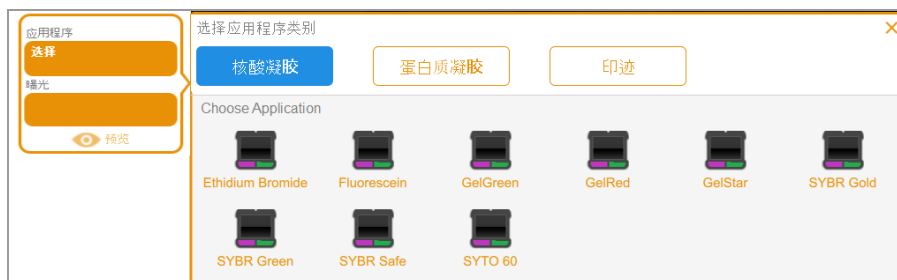 应用程序
选择
曝光
预览
选择应用程序类别
×
核酸凝胶 蛋白质凝胶 印迹
Choose Application
Ethidium Bromide Fluorescein GelGreen GelRed GelStar SYBR Gold
SYBR Green SYBR Safe SYTO 60